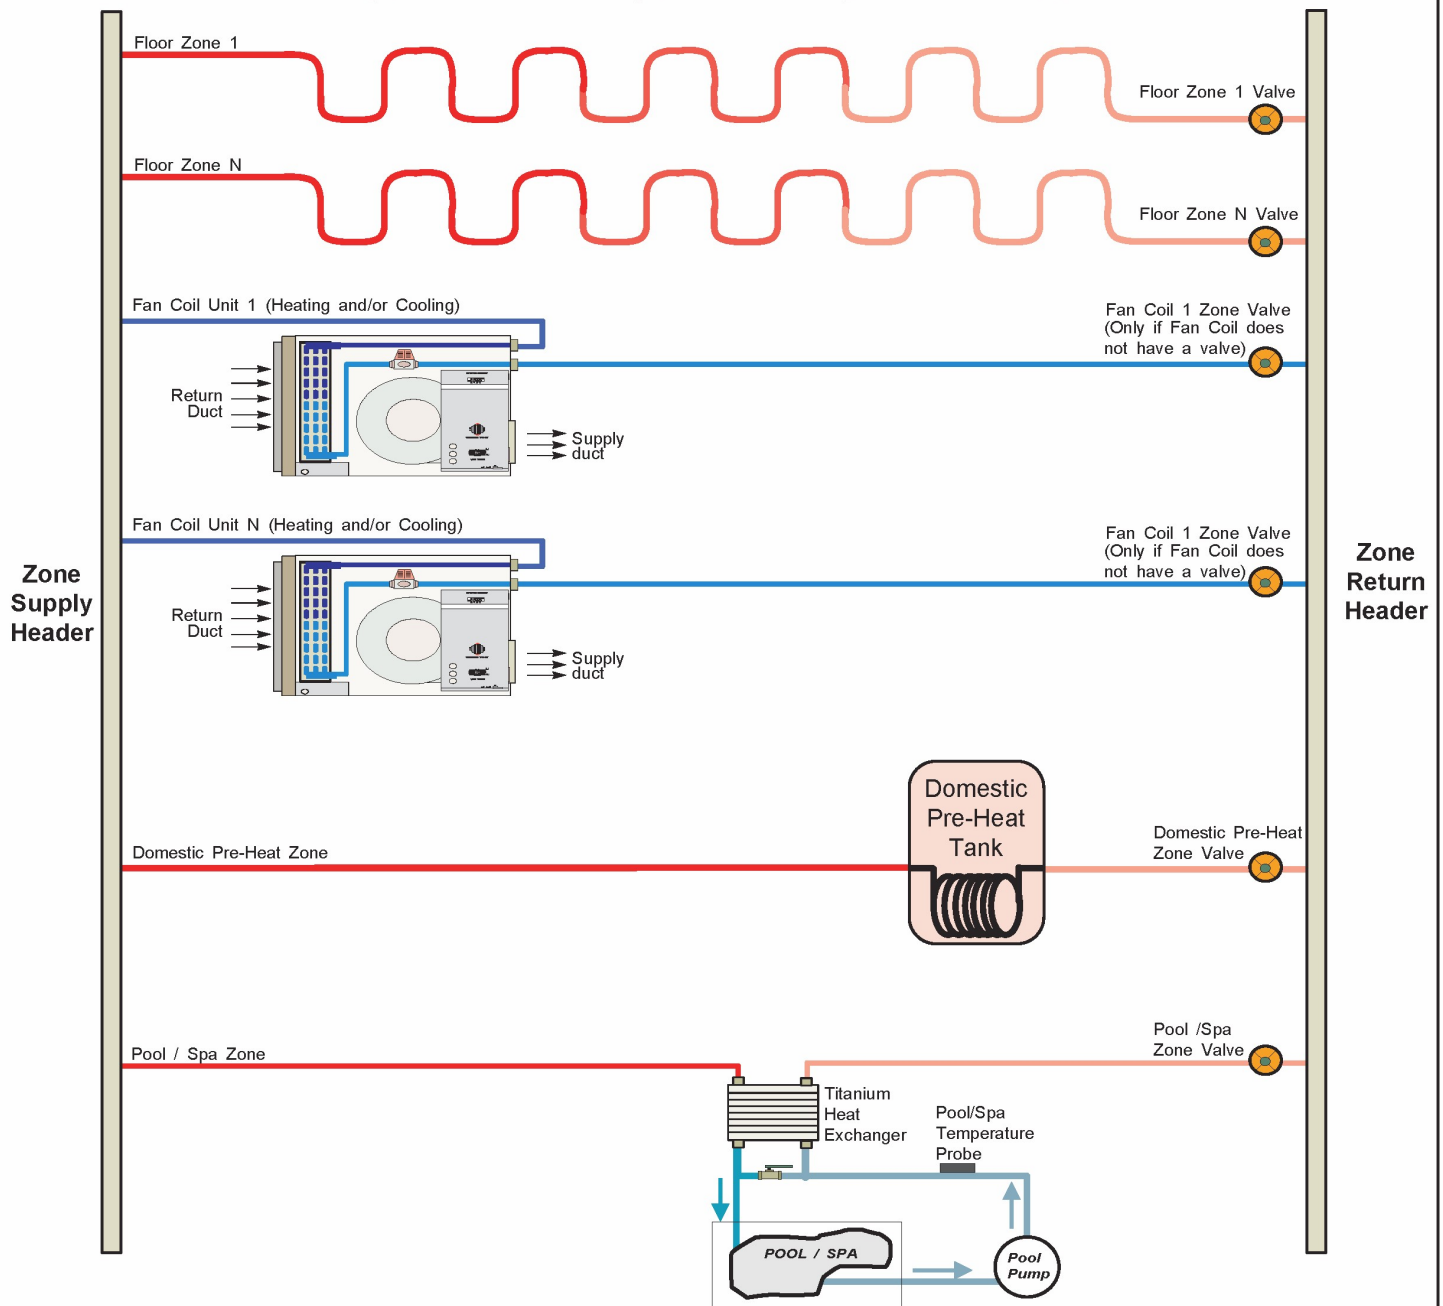 Floor Zone 1
Floor Zone 1 Valve
Floor Zone N
Floor Zone N Valve
Fan Coil Unit 1 (Heating and/or Cooling)
Fan Coil 1 Zone Valve
(Only if Fan Coil does
not have a valve)
Return
Duct
Supply
duct
Fan Coil Unit N (Heating and/or Cooling)
Fan Coil 1 Zone Valve
(Only if Fan Coil does
not have a valve)
Return
Duct
Supply
duct
Zone
Supply
Header
Zone
Return
Header
Domestic
Pre-Heat
Tank
Domestic Pre-Heat Zone
Domestic Pre-Heat
Zone Valve
Pool / Spa Zone
Pool /Spa
Zone Valve
Titanium
Heat
Exchanger
Pool/Spa
Temperature
Probe
POOL / SPA
Pool
Pump